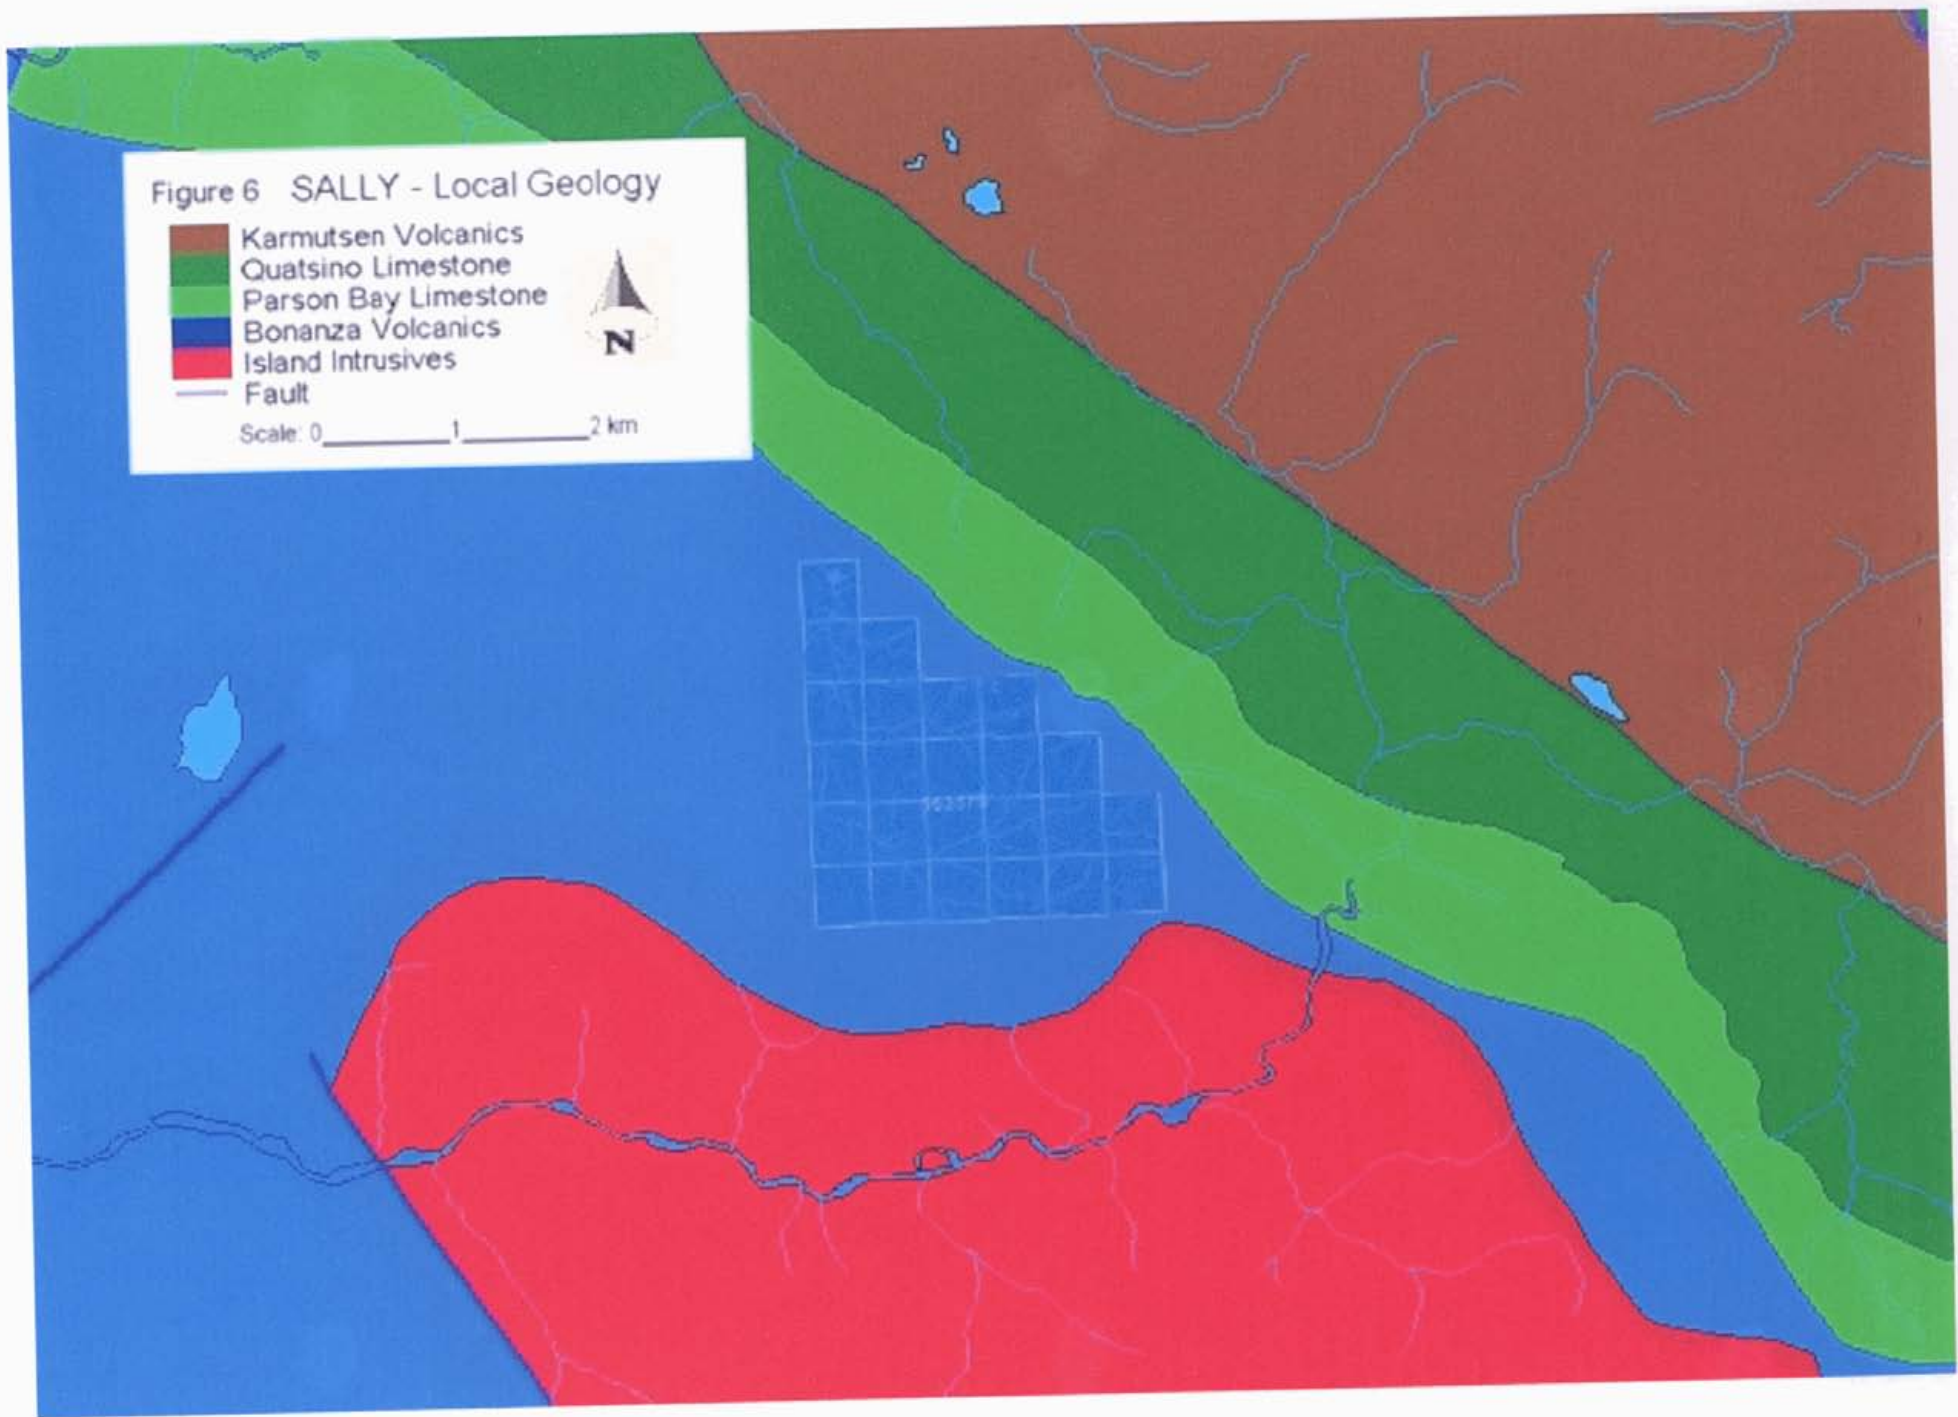 Figure 6 SALLY - Local Geology
Karmutsen Volcanics
Quatsino Limestone
Parson Bay Limestone
Bonanza Volcanics
Island Intrusives
Fault
Scale: 0 1 2 km
N